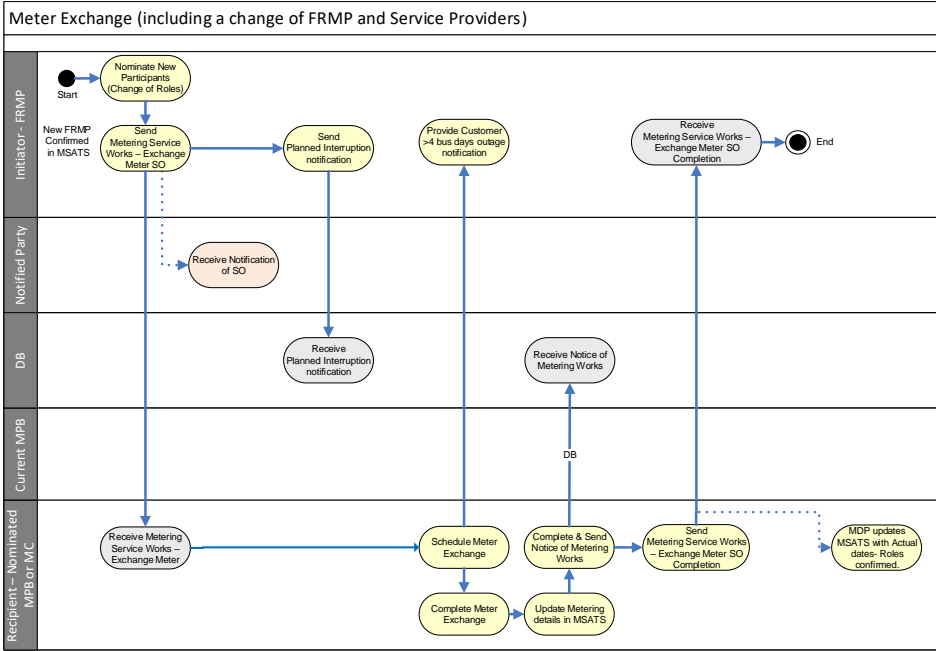 Meter Exchange (including a change of FRMP and Service Providers)
Initiator - FRMP
Start
Nominate New
Participants
(Change of Roles)
New FRMP
Confirmed
in MSATS
Send
Metering Service
Works – Exchange
Meter SO
Send
Planned Interruption
notification
Provide Customer
>4 bus days outage
notification
Receive
Metering Service Works –
Exchange Meter SO
Completion
End
Notified Party
Receive Notification
of SO
DB
Receive
Planned Interruption
notification
Receive Notice of
Metering Works
Current MPB
DB
Recipient – Nominated
MPB or MC
Receive Metering
Service Works –
Exchange Meter
Schedule Meter
Exchange
Complete & Send
Notice of Metering
Works
Send
Metering Service Works
– Exchange Meter SO
Completion
MDP updates
MSATS with Actual
dates- Roles
confirmed.
Complete Meter
Exchange
Update Metering
details in MSATS